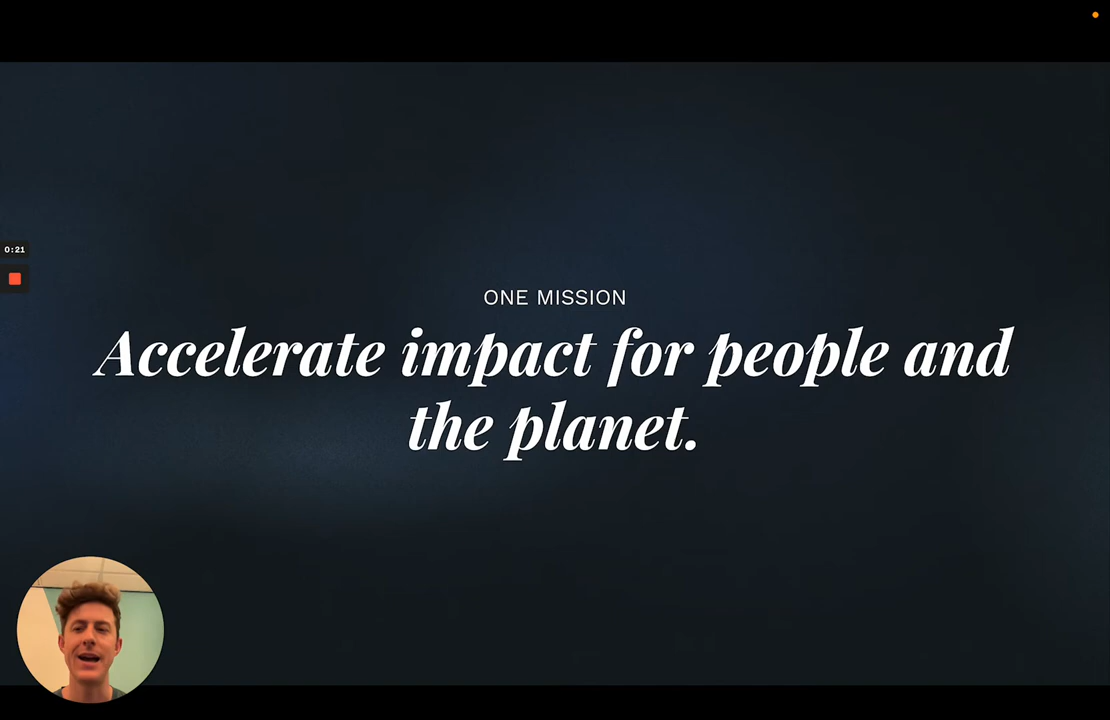 0:21
ONE MISSION
Accelerate impact for people and
the planet.